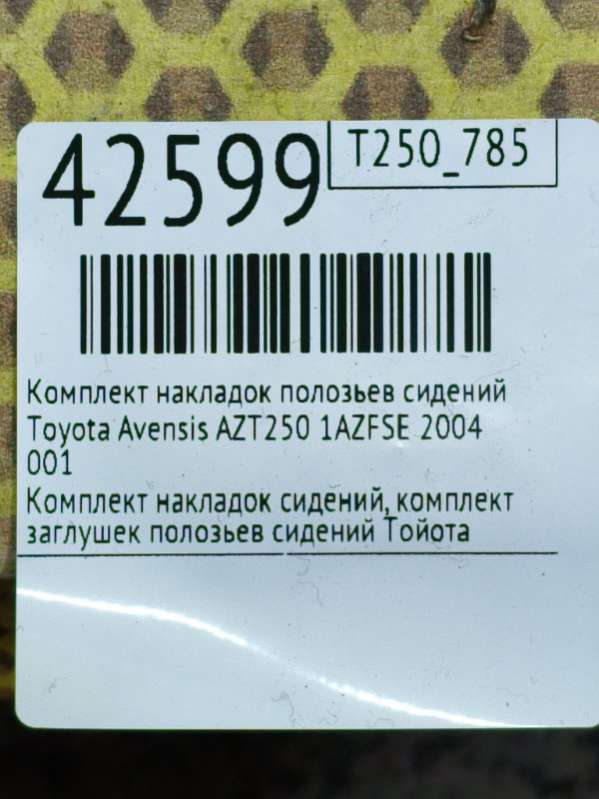 42599
T250_785
Комплект накладок полозьев сидений
Toyota Avensis AZT250 1AZFSE 2004
001
Комплект накладок сидений, комплект
заглушек полозьев сидений Тойота